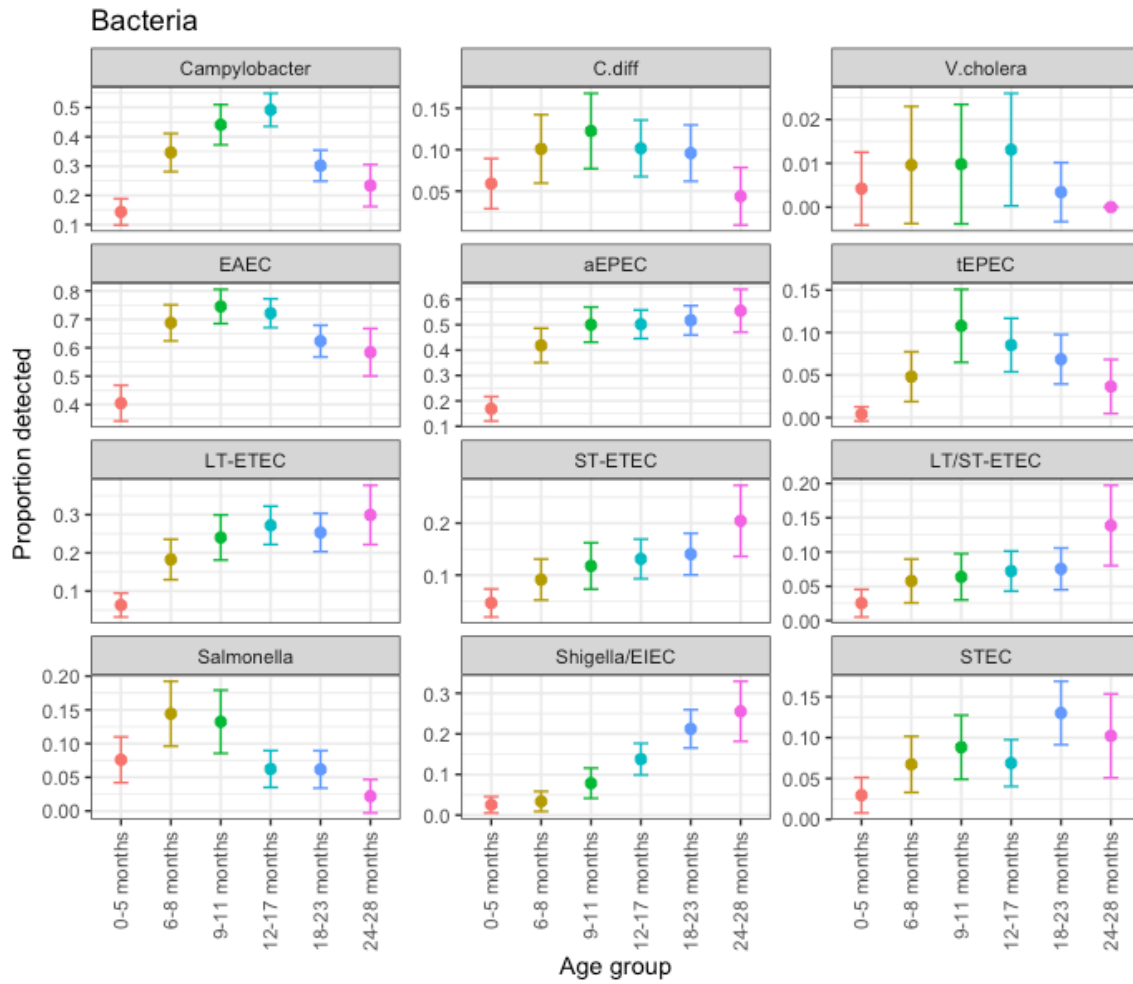 Bacteria
Proportion detected
Campylobacter
0.5
0.4
0.3
0.2
0.1
C.diff
0.15
0.10
0.05
V.cholera
0.02
0.01
0.00
EAEC
0.8
0.7
0.6
0.5
0.4
aEPEC
0.6
0.5
0.4
0.3
0.2
0.1
tEPEC
0.15
0.10
0.05
0.00
LT-ETEC
0.3
0.2
0.1
ST-ETEC
0.2
0.1
LT/ST-ETEC
0.20
0.15
0.10
0.05
0.00
Salmonella
0.20
0.15
0.10
0.05
0.00
Shigella/EIEC
0.3
0.2
0.1
0.0
STEC
0.15
0.10
0.05
0.00
0-5 months
6-8 months
9-11 months
12-17 months
18-23 months
24-28 months
0-5 months
6-8 months
9-11 months
12-17 months
18-23 months
24-28 months
0-5 months
6-8 months
9-11 months
12-17 months
18-23 months
24-28 months
Age group